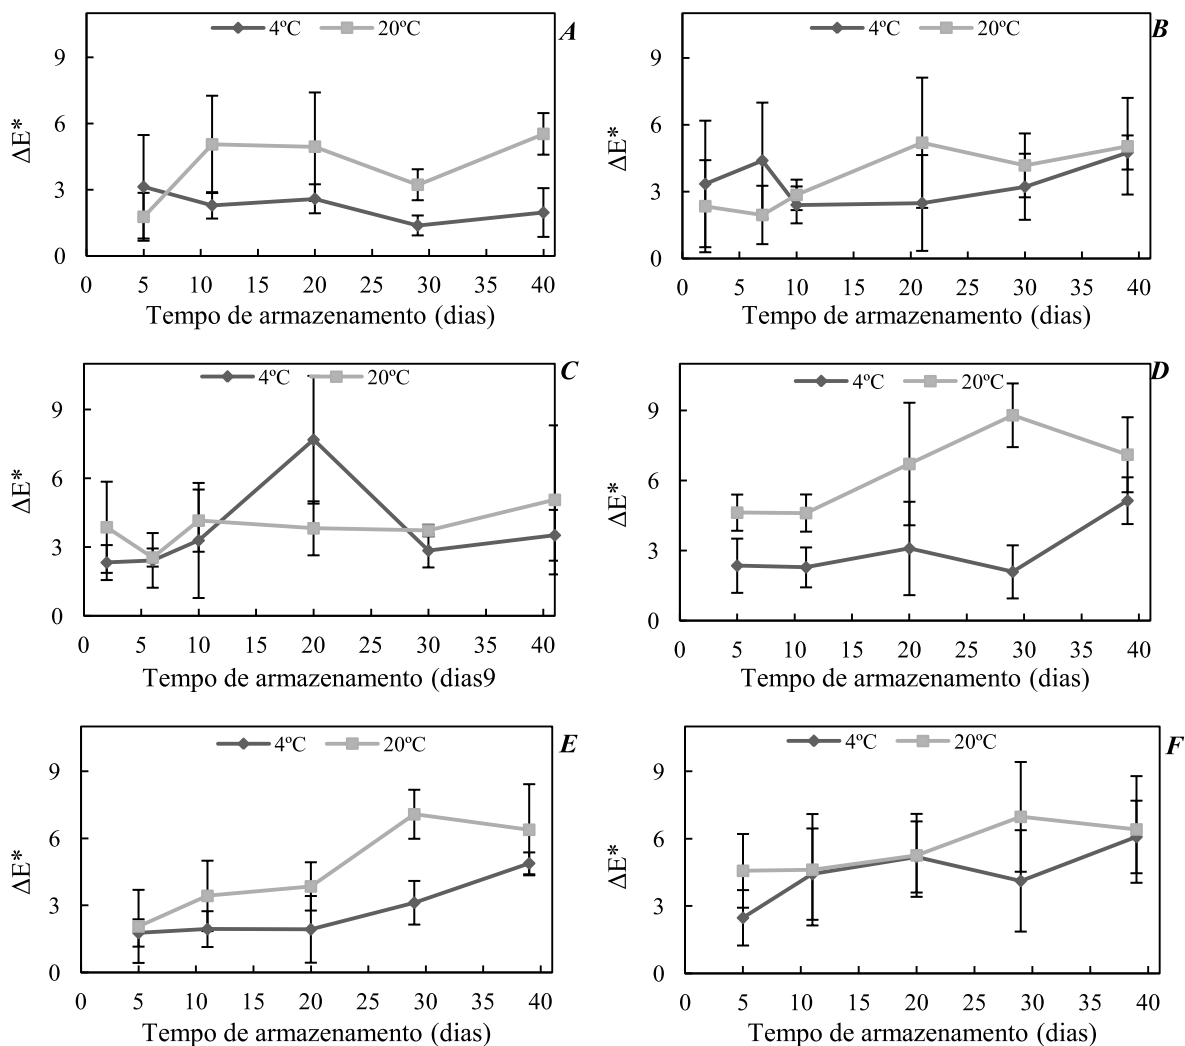 4ºC 20ºC A
9
6
3
0
ΔE*
0 5 10 15 20 25 30 35 40
Tempo de armazenamento (dias)
4ºC 20ºC B
9
6
3
0
ΔE*
0 5 10 15 20 25 30 35 40
Tempo de armazenamento (dias)
4ºC 20ºC C
9
6
3
0
ΔE*
0 5 10 15 20 25 30 35 40
Tempo de armazenamento (dias9
4ºC 20ºC D
9
6
3
0
ΔE*
0 5 10 15 20 25 30 35 40
Tempo de armazenamento (dias)
4ºC 20ºC E
9
6
3
0
ΔE*
0 5 10 15 20 25 30 35 40
Tempo de armazenamento (dias)
4ºC 20ºC F
9
6
3
0
ΔE*
0 5 10 15 20 25 30 35 40
Tempo de armazenamento (dias)